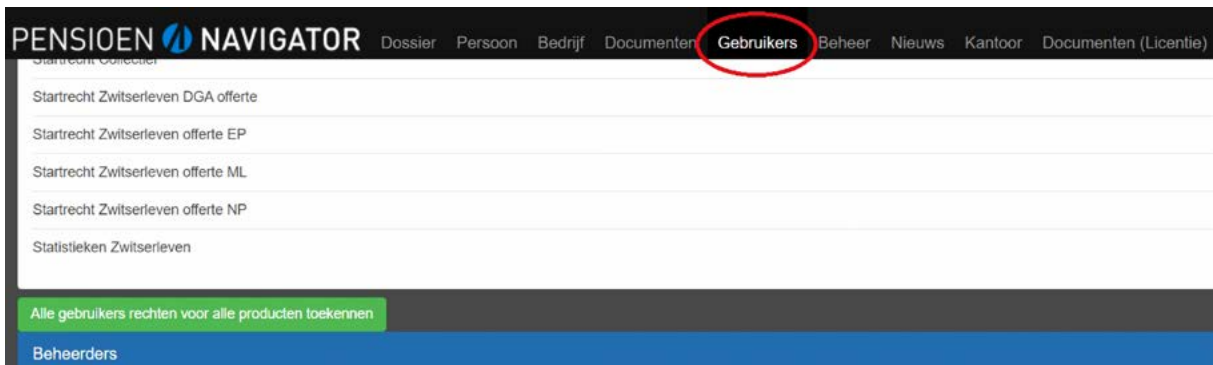 PENSIOEN NAVIGATOR Dossier Persoon Bedrijf Documenten Gebruikers Beheer Nieuws Kantoor Documenten (Licentie)
Startrecht Collectief
Startrecht Zwitserleven DGA offerte
Startrecht Zwitserleven offerte EP
Startrecht Zwitserleven offerte ML
Startrecht Zwitserleven offerte NP
Statistieken Zwitserleven
Alle gebruikers rechten voor alle producten toekennen
Beheerders